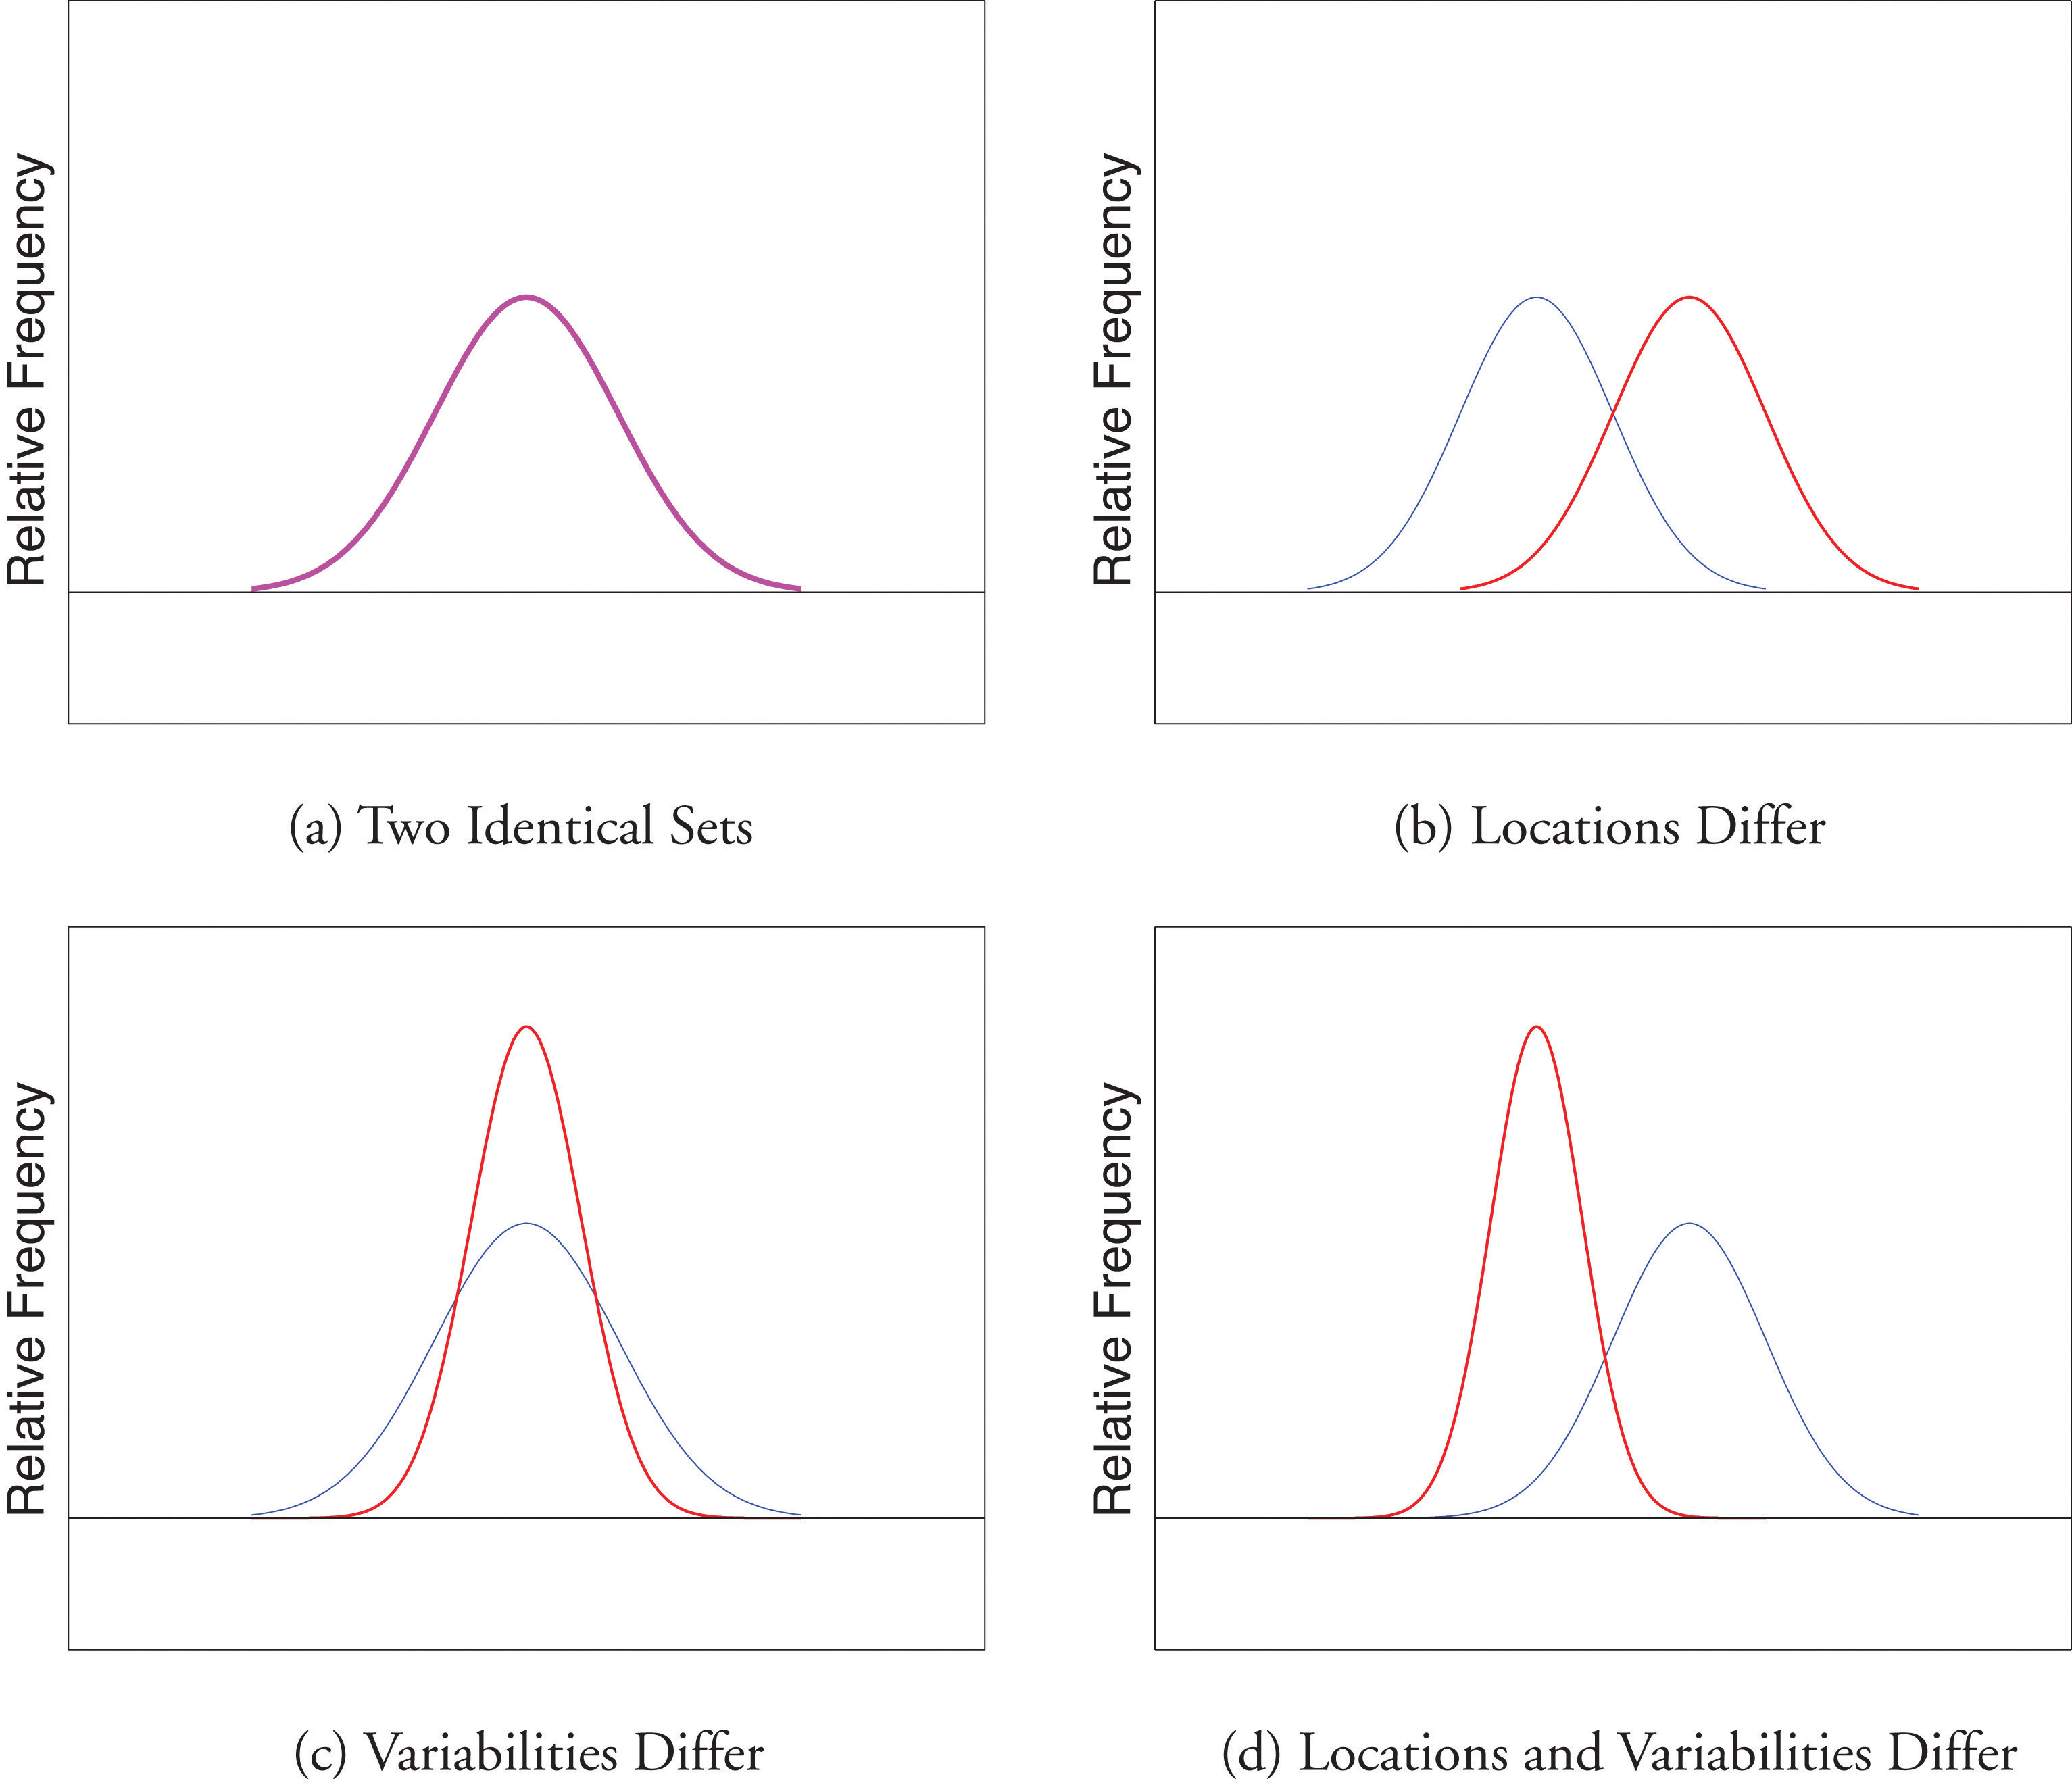 Relative Frequency
Relative Frequency
(a) Two Identical Sets
(b) Locations Differ
Relative Frequency
Relative Frequency
(c) Variabilities Differ
(d) Locations and Variabilities Differ